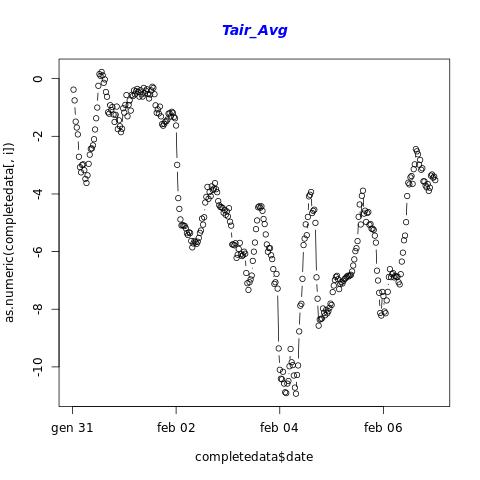 Tair_Avg
as.numeric(completedata[, i])
0
-2
-4
-6
-8
-10
gen 31
feb 02
feb 04
feb 06
completedata$date